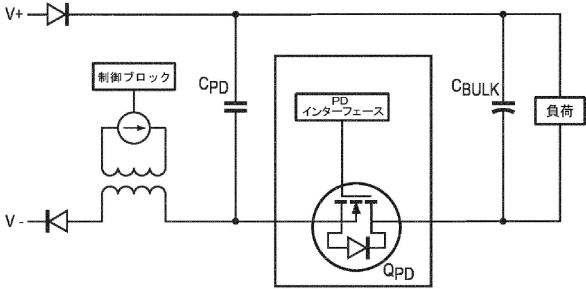 V+
制御ブロック
CPD
PD
インターフェース
CBULK
負荷
V -
QPD